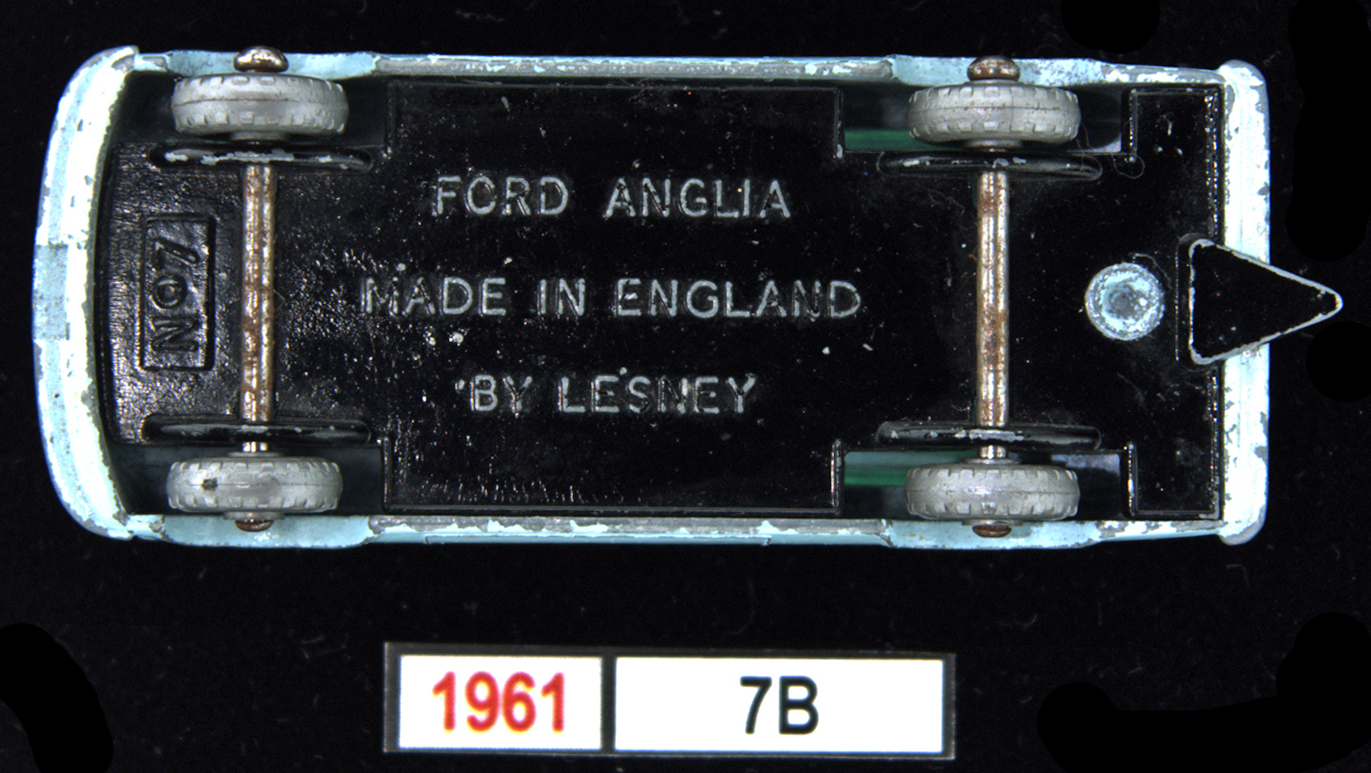 FORD ANGLIA
MADE IN ENGLAND
BY LESNEY
No7
1961
7B